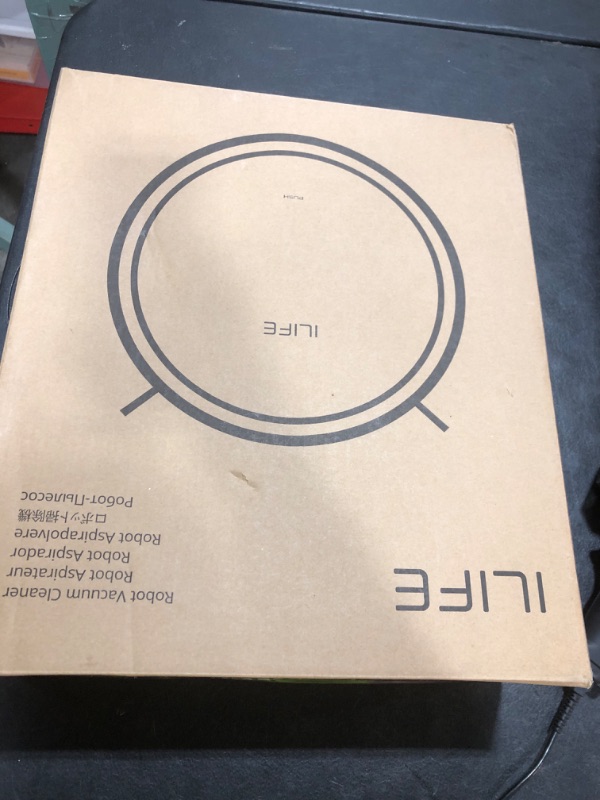 ILIFE
Robot Vacuum Cleaner
Robot Aspirateur
Robot Aspirador
Robot Aspirapolvere
ロボット掃除機
Робот-Пылесос
ILIFE
PUSH